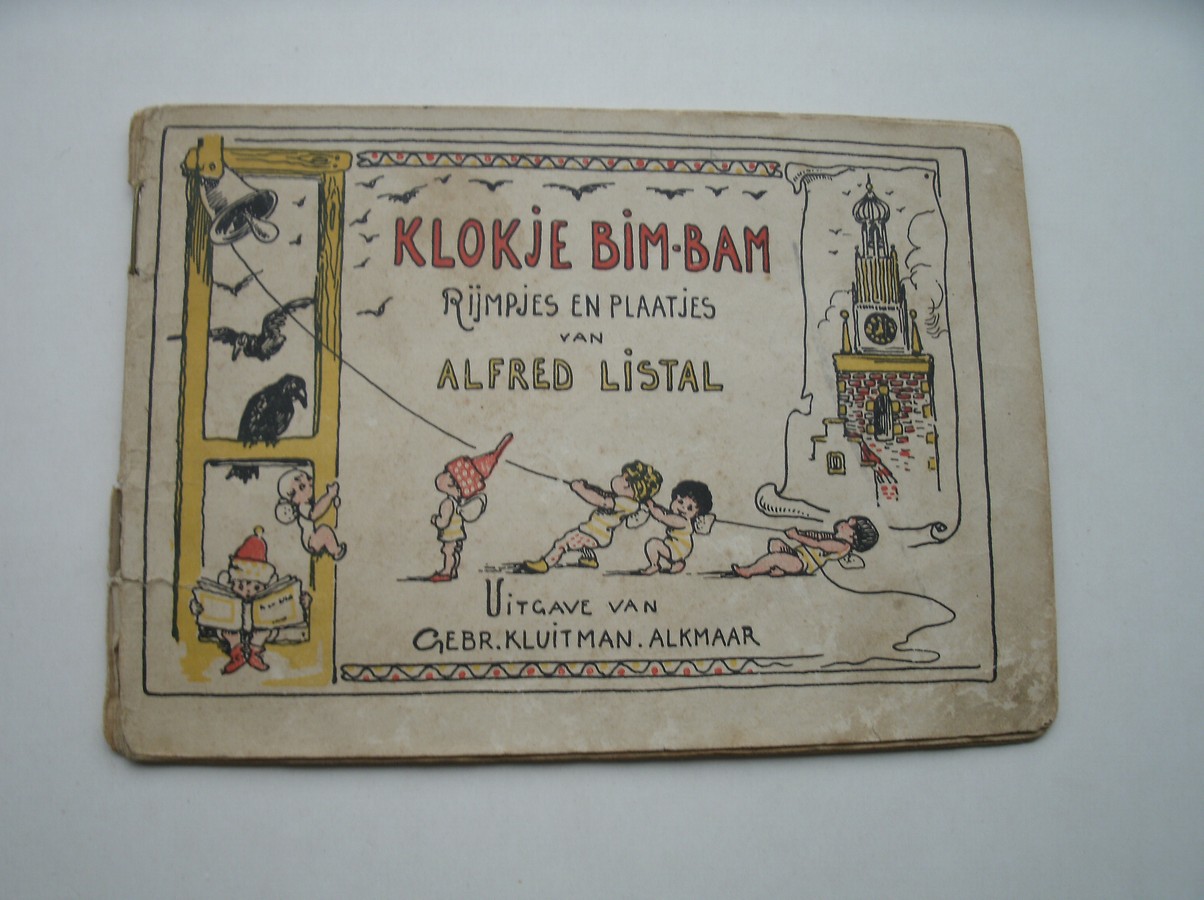 KLOKJE BIM-BAM
RIJMPJES EN PLAATJES
VAN
ALFRED LISTAL
UITGAVE VAN
GEBR. KLUITMAN. ALKMAAR